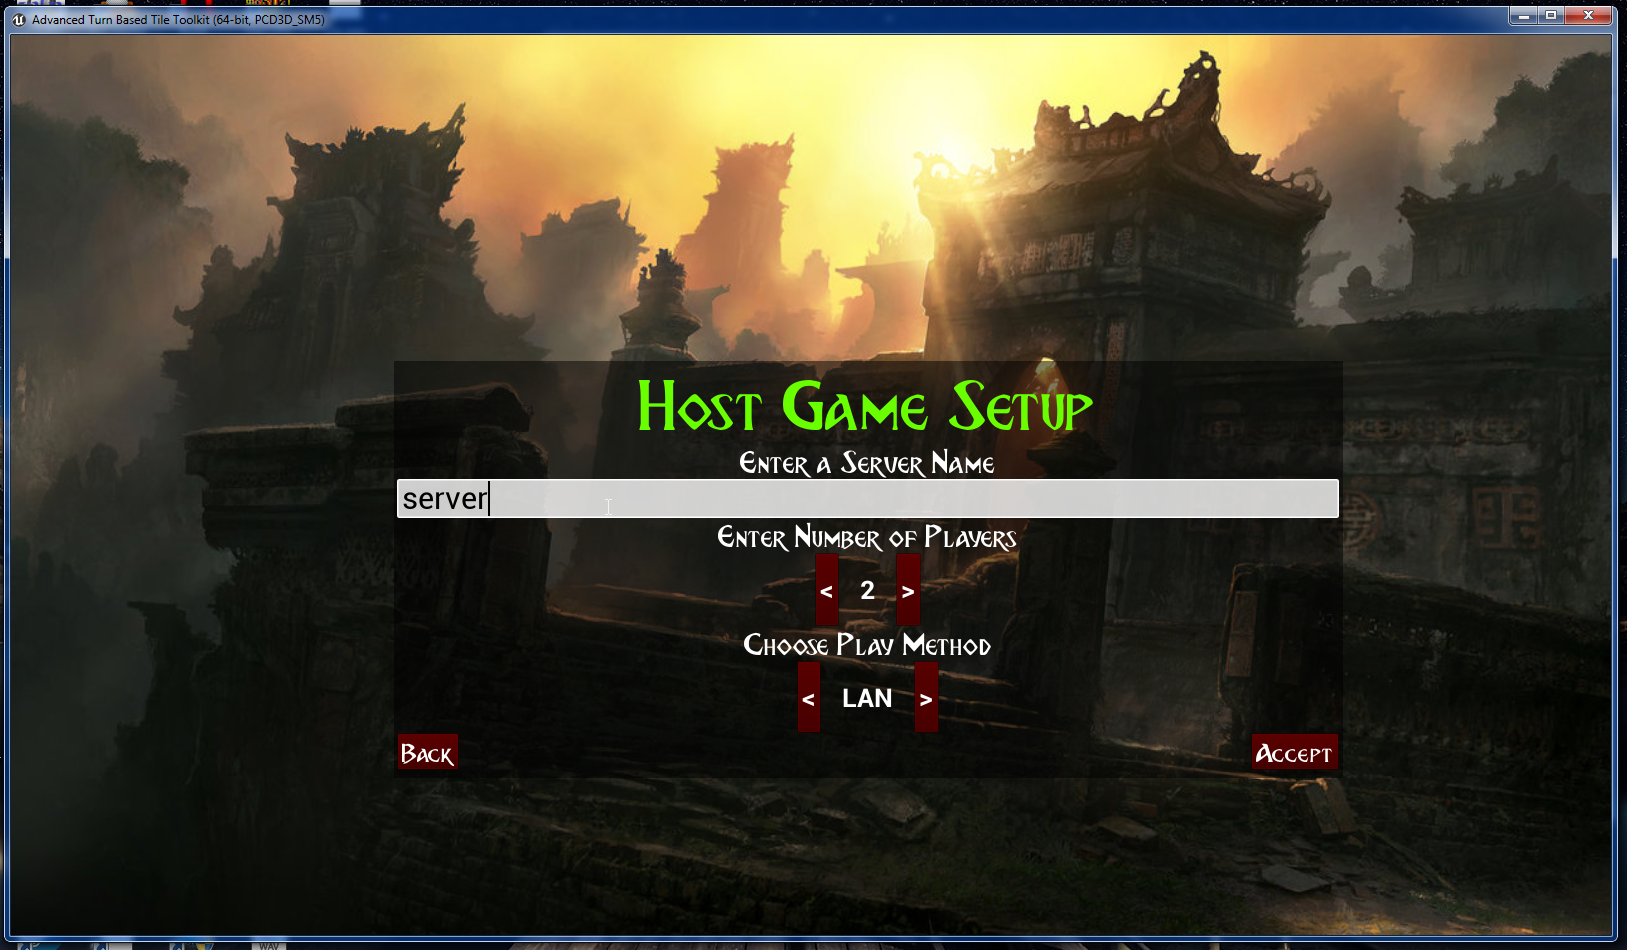 Advanced Turn Based Tile Toolkit (64-bit, PCD3D_SM5)
Host Game Setup
Enter a Server Name
server
Enter Number of Players
< 2 >
Choose Play Method
< LAN >
Back
Accept